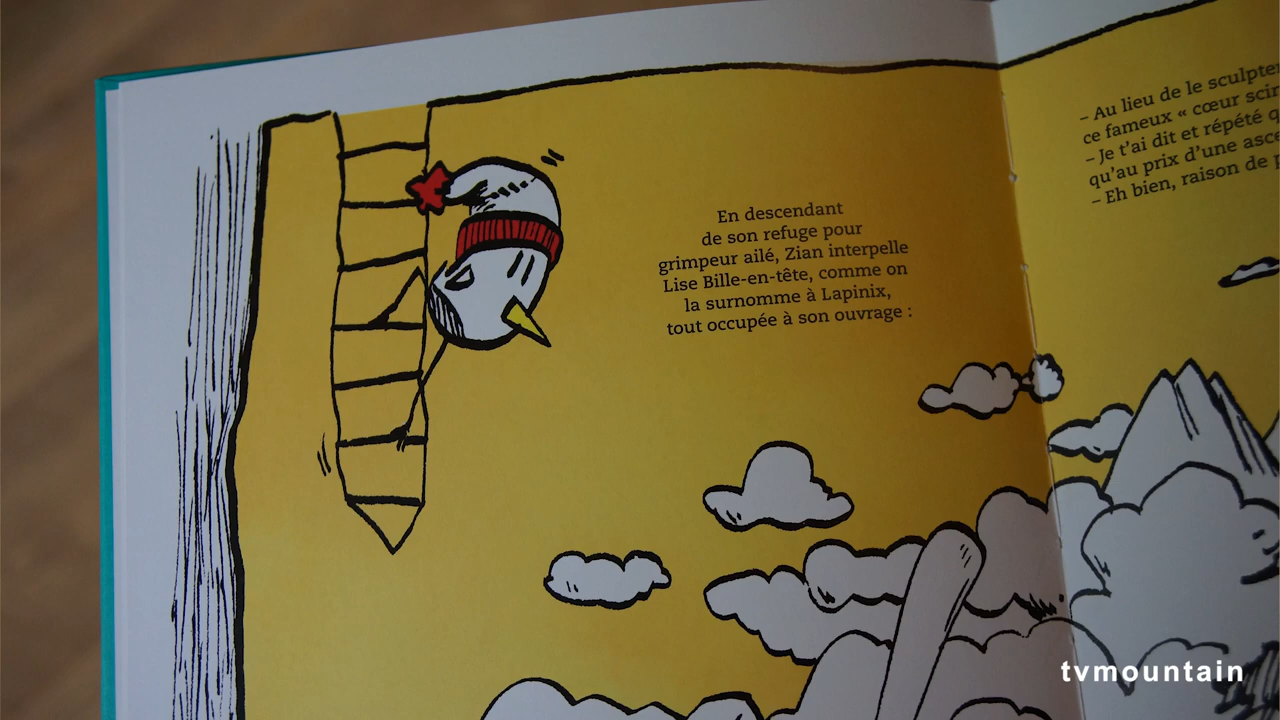 En descendant
de son refuge pour
grimpeur ailé, Zian interpelle
Lise Bille-en-tête, comme on
la surnomme à Lapinix,
tout occupée à son ouvrage :
– Au lieu de le sculpter
ce fameux « cœur
– Je t'ai dit et répété
qu'au prix d'une
– Eh bien, raison de
tvmountain